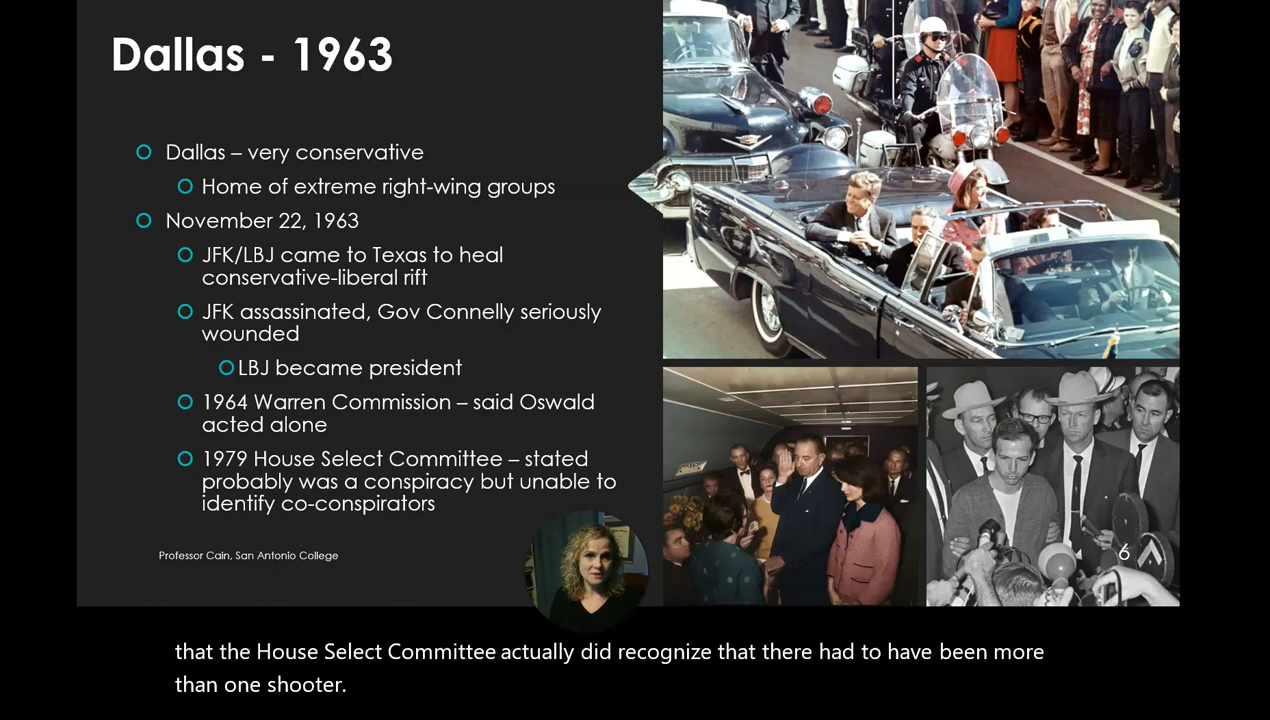 Dallas - 1963
Dallas – very conservative
Home of extreme right-wing groups
November 22, 1963
JFK/LBJ came to Texas to heal
conservative-liberal rift
JFK assassinated, Gov Connelly seriously
wounded
LBJ became president
1964 Warren Commission – said Oswald
acted alone
1979 House Select Committee – stated
probably was a conspiracy but unable to
identify co-conspirators
Professor Cain, San Antonio College
6
that the House Select Committee actually did recognize that there had to have been more
than one shooter.